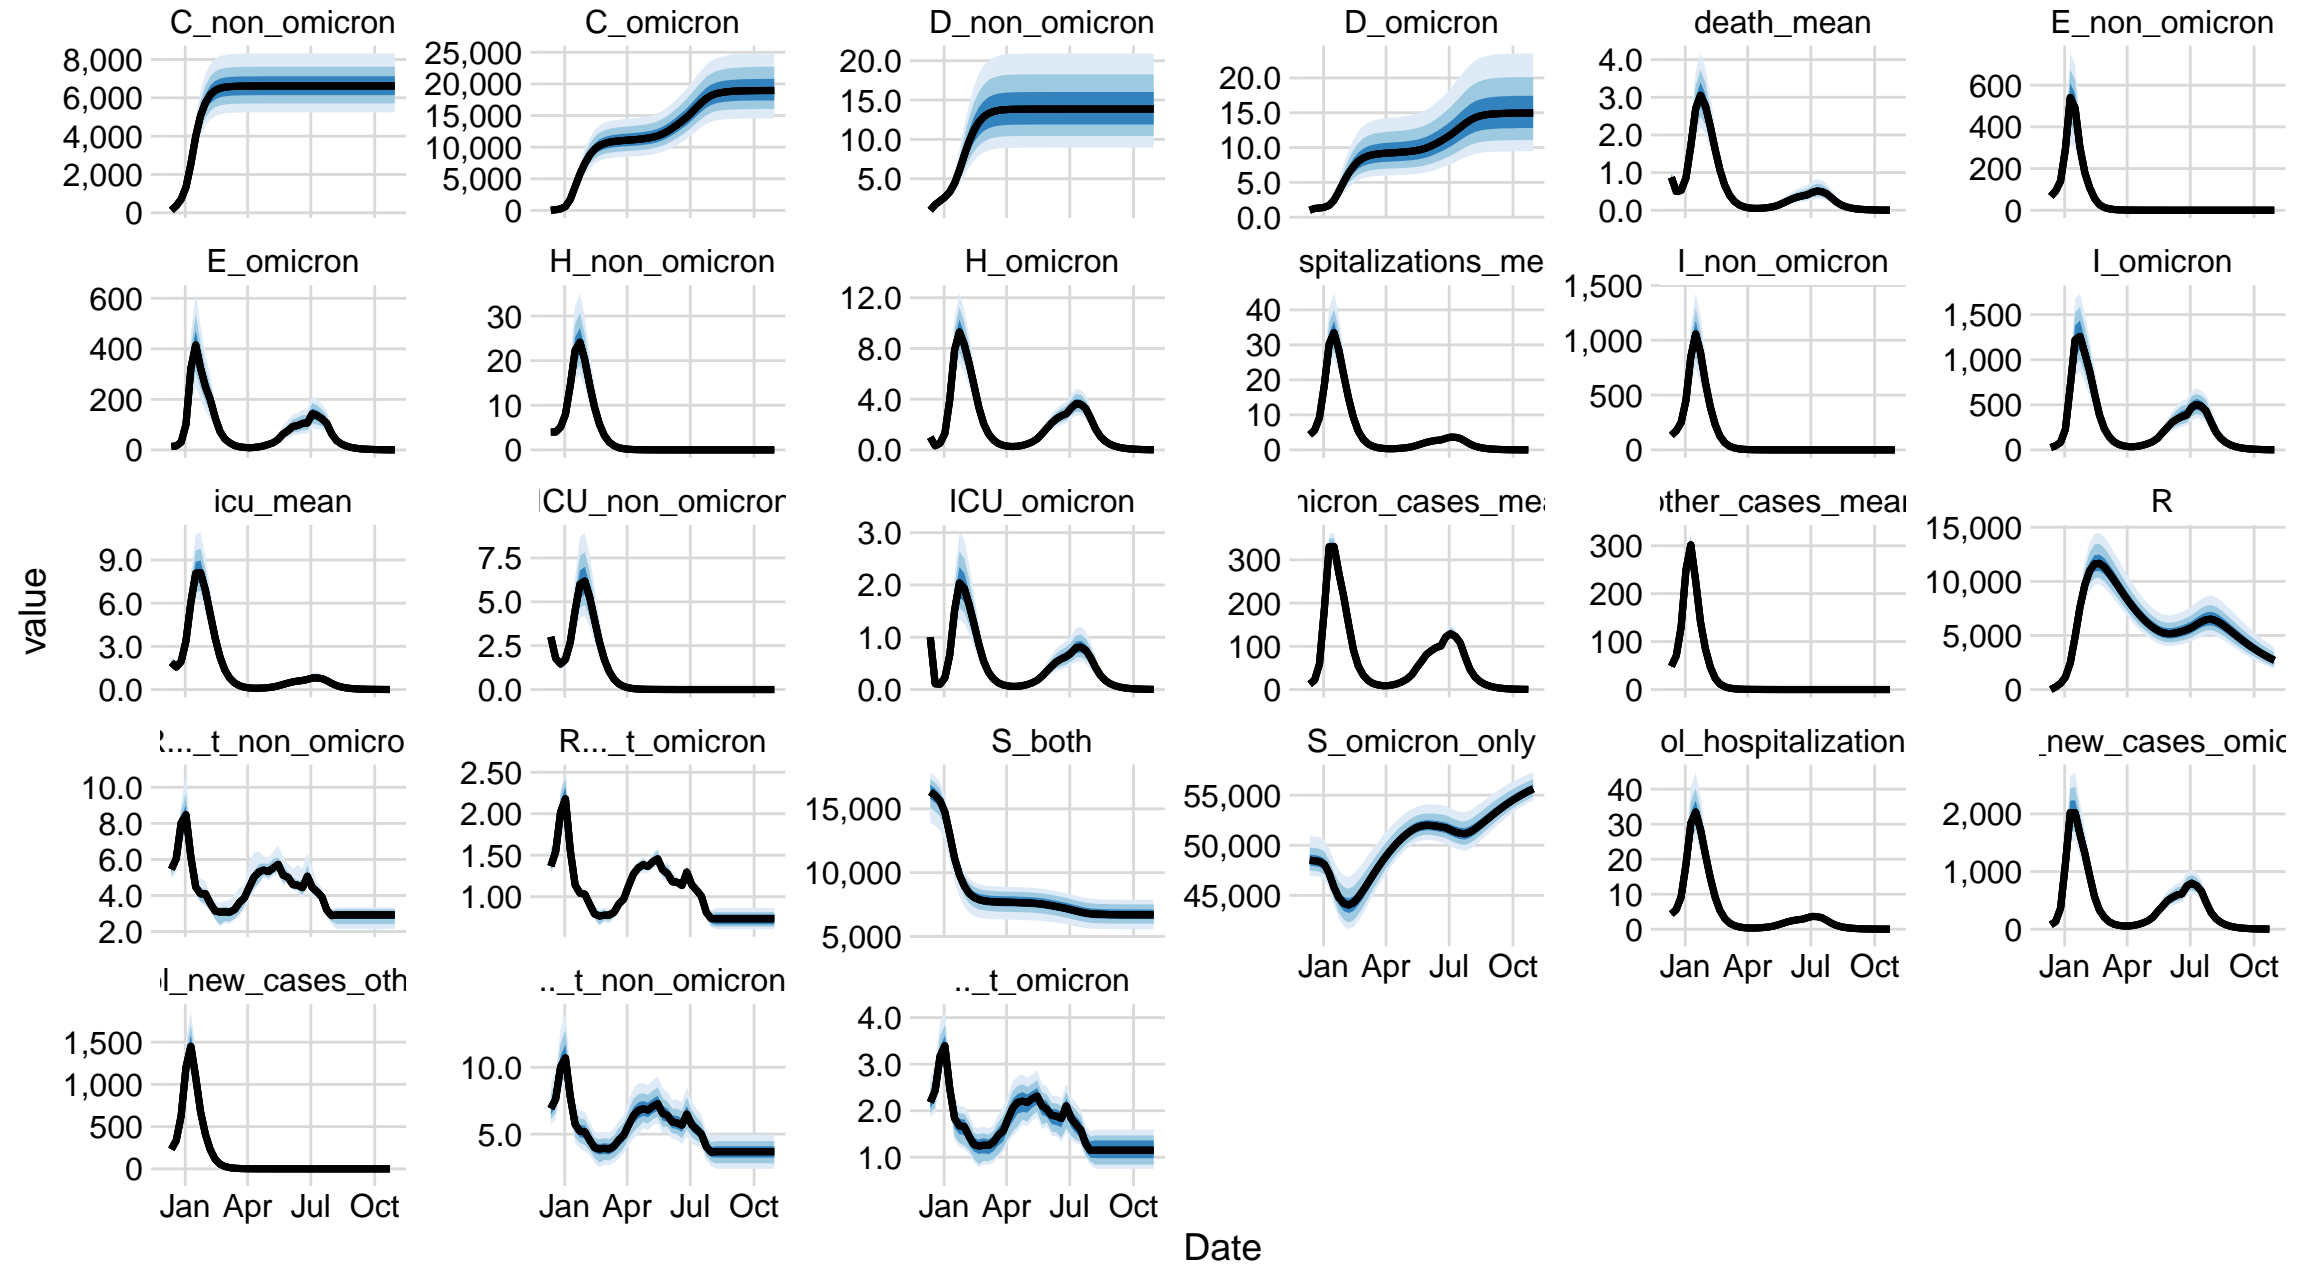 C_non_omicron C_omicron D_non_omicron D_omicron death_mean E_non_omicron
8,000 6,000 4,000 2,000 0
25,000 20,000 15,000 10,000 5,000 0
20.0 15.0 10.0 5.0
20.0 15.0 10.0 5.0 0.0
4.0 3.0 2.0 1.0 0.0
600 400 200 0
E_omicron H_non_omicron H_omicron spitalizations_me I_non_omicron I_omicron
600 400 200 0
30 20 10 0
12.0 8.0 4.0 0.0
40 30 20 10 0
1,500 1,000 500 0
1,500 1,000 500 0
icu_mean ICU_non_omicron ICU_omicron nicron_cases_mea other_cases_mean R
9.0 6.0 3.0 0.0
7.5 5.0 2.5 0.0
3.0 2.0 1.0 0.0
300 200 100 0
300 200 100 0
15,000 10,000 5,000 0
R..._t_non_omicro R..._t_omicron S_both S_omicron_only ol_hospitalization _new_cases_omic
10.0 8.0 6.0 4.0 2.0
2.50 2.00 1.50 1.00
15,000 10,000 5,000
55,000 50,000 45,000
40 30 20 10 0
2,000 1,000 0
Jan Apr Jul Oct
Jan Apr Jul Oct
Jan Apr Jul Oct
l_new_cases_oth .._t_non_omicron .._t_omicron
1,500 1,000 500 0
10.0 5.0
4.0 3.0 2.0 1.0
Jan Apr Jul Oct
Jan Apr Jul Oct
Jan Apr Jul Oct
value
Date